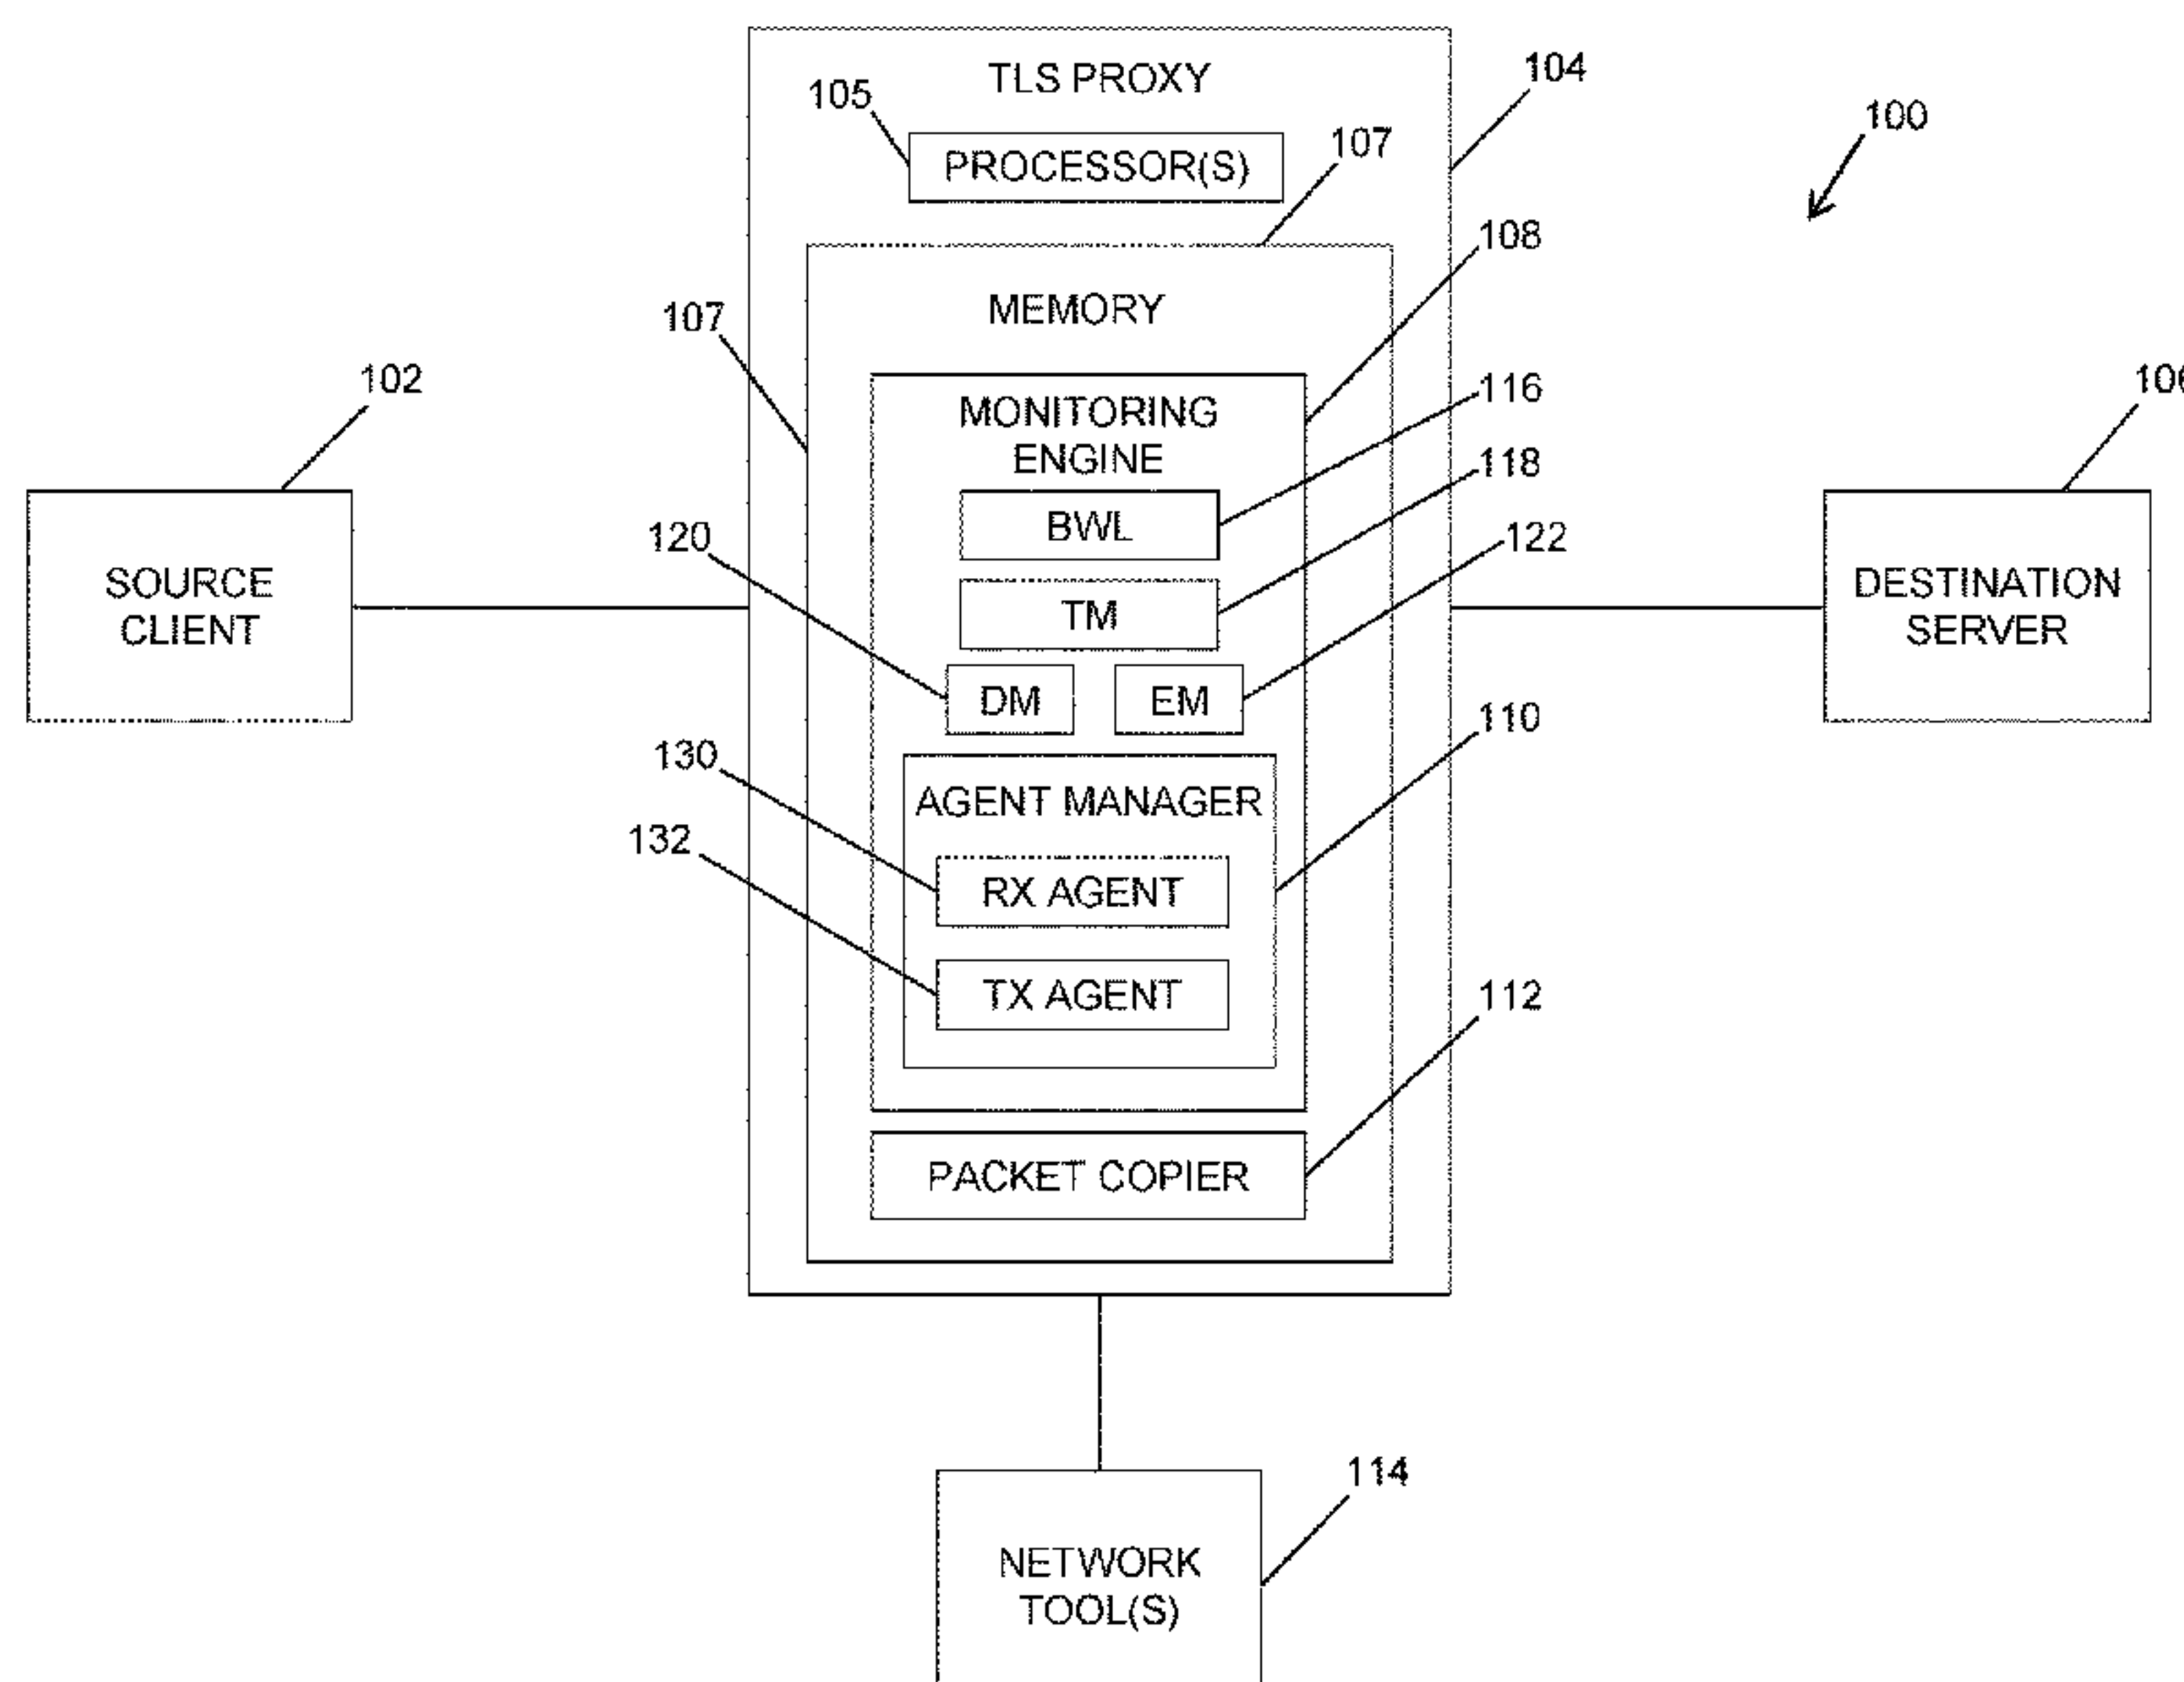 TLS PROXY
104
105
100
PROCESSOR(S)
107
108
MEMORY
107
102
MONITORING
ENGINE
116
106
118
BWL
120
122
SOURCE
CLIENT
TM
DESTINATION
SERVER
DM
EM
110
130
AGENT MANAGER
132
RX AGENT
TX AGENT
112
PACKET COPIER
114
NETWORK
TOOL(S)